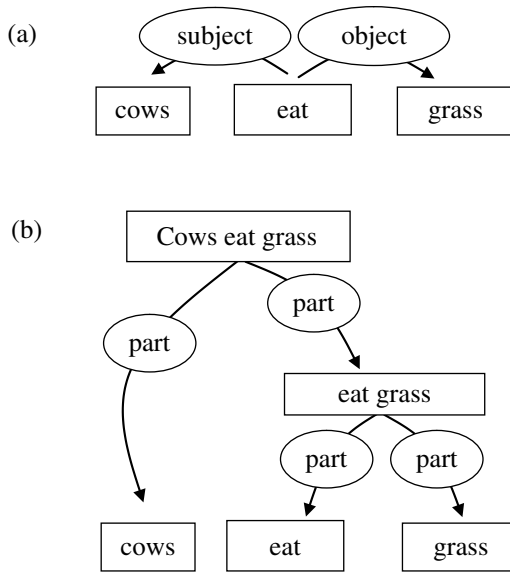 (a)
subject object
cows eat grass
(b)
Cows eat grass
part
part
eat grass
part part
cows eat grass